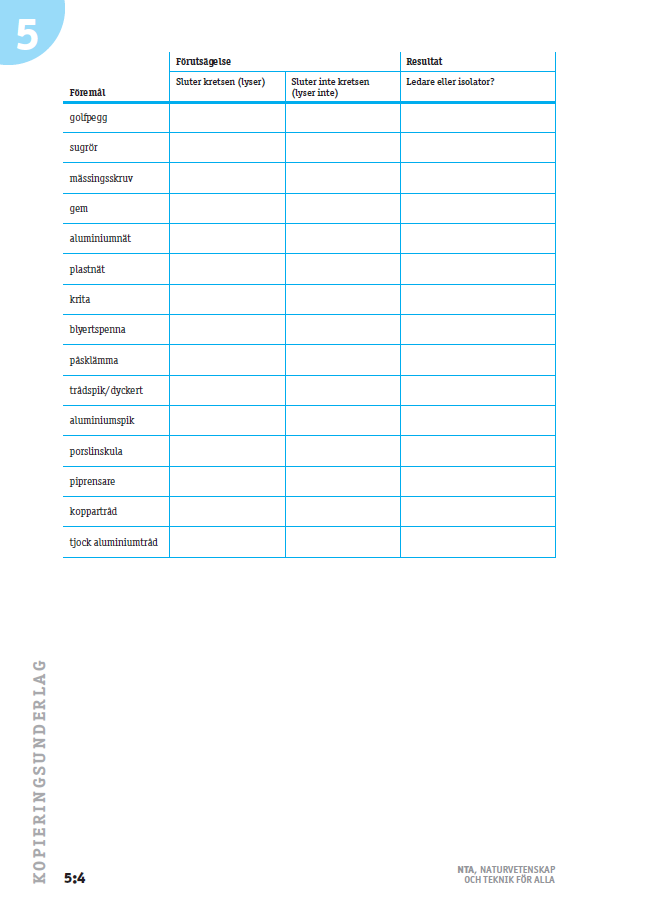 5
Förutsägelse
Resultat
Föremål
Sluter kretsen (lyser)
Sluter inte kretsen
(lyser inte)
Ledare eller isolator?
golfpegg
sugrör
mässingsskruv
gem
aluminiumnät
plastnät
krita
blyertspenna
påsklämma
trådspik/dyckert
aluminiumspik
porslinskula
piprensare
koppartråd
tjock aluminiumtråd
KOPIERINGSUNDERLAG
5:4
NTA, NATURVETENSKAP
OCH TEKNIK FÖR ALLA